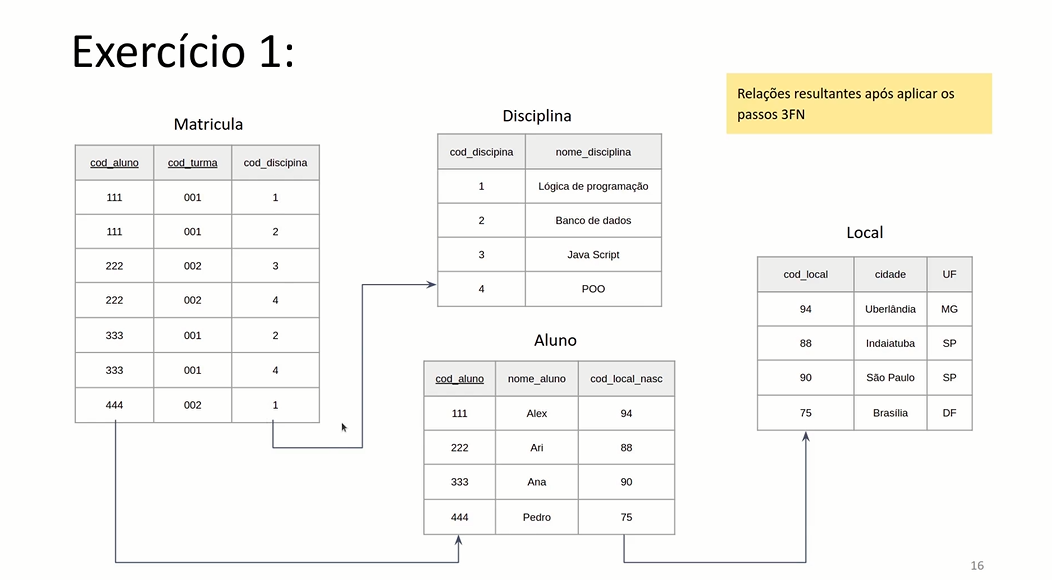 Exercício 1:
Relações resultantes após aplicar os
passos 3FN
Matricula
cod_aluno cod_turma cod_discipina
111 001 1
111 001 2
222 002 3
222 002 4
333 001 2
333 001 4
444 002 1
Disciplina
cod_discipina nome_disciplina
1 Lógica de programação
2 Banco de dados
3 Java Script
4 POO
Aluno
cod_aluno nome_aluno cod_local_nasc
111 Alex 94
222 Ari 88
333 Ana 90
444 Pedro 75
Local
cod_local cidade UF
94 Uberlândia MG
88 Indaiatuba SP
90 São Paulo SP
75 Brasília DF
16